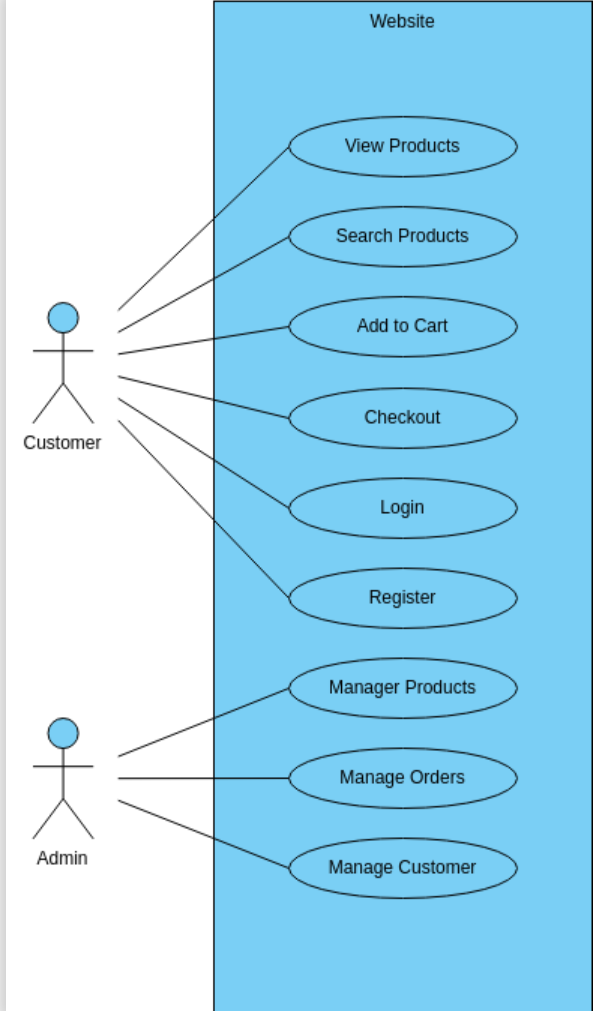 Website
View Products
Search Products
Add to Cart
Checkout
Customer
Login
Register
Manager Products
Manage Orders
Admin
Manage Customer